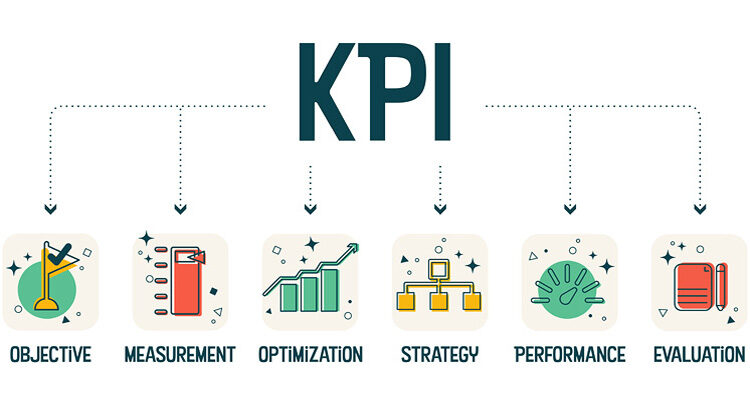 KPI
OBJECTIVE
MEASUREMENT
OPTIMIZATION
STRATEGY
PERFORMANCE
EVALUATION